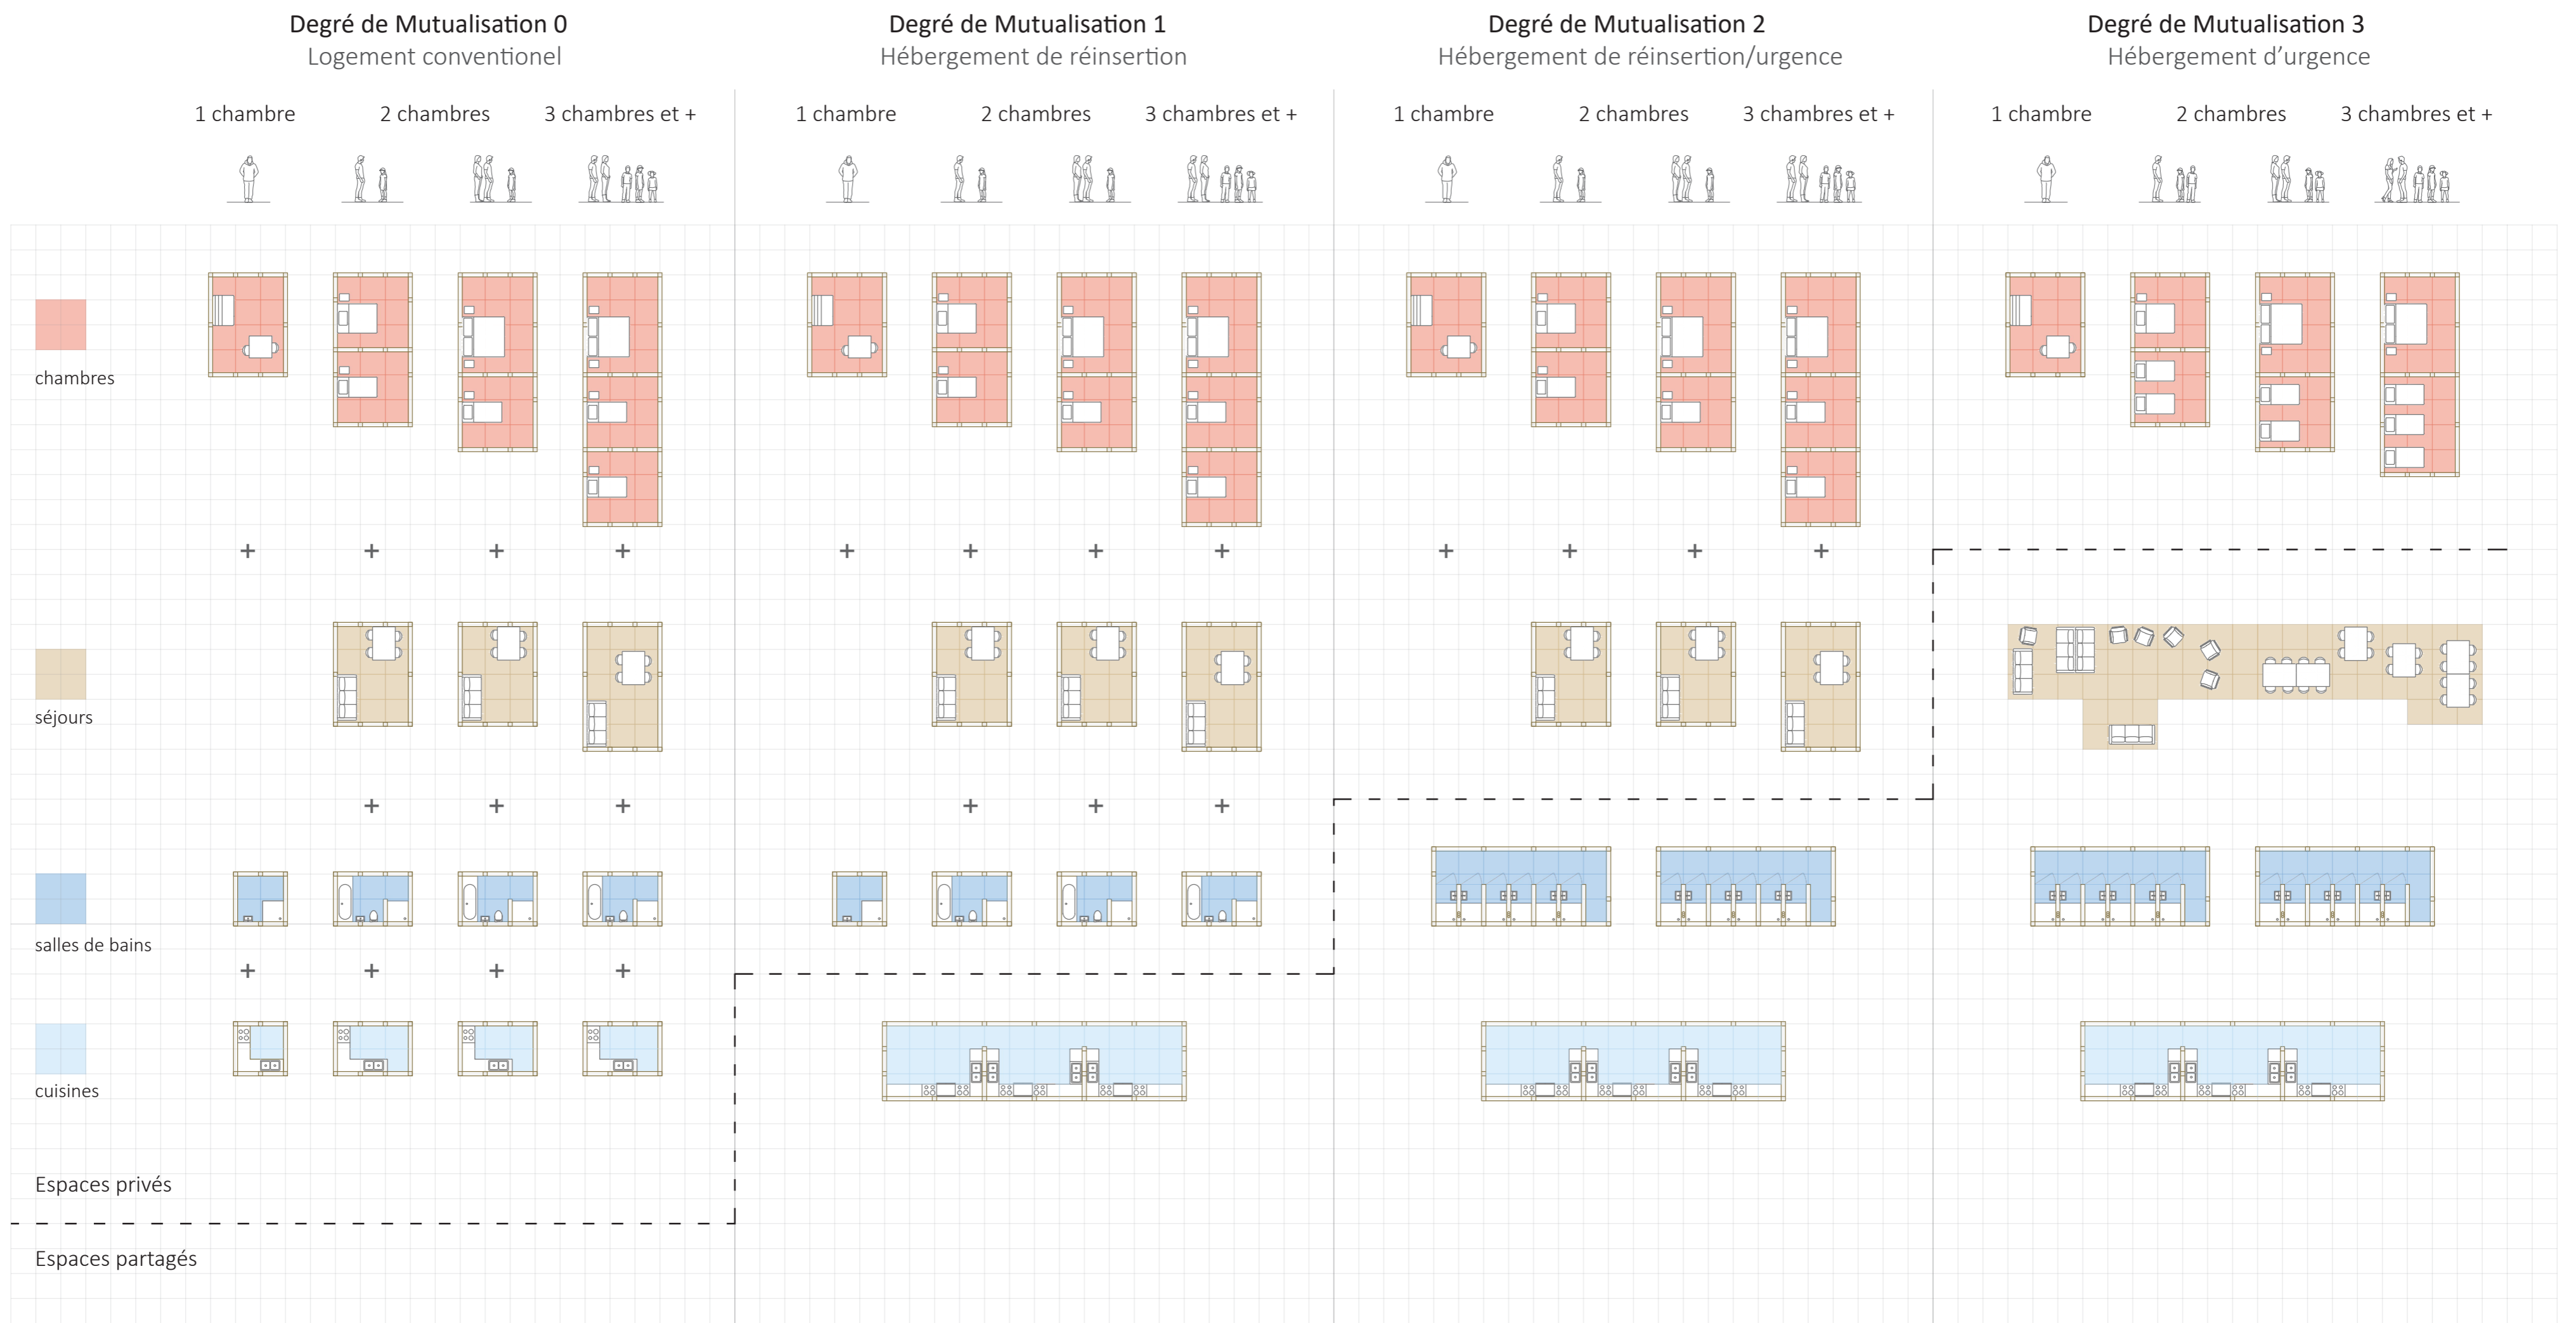 Degré de Mutualisation 0
Logement conventionel
Degré de Mutualisation 1
Hébergement de réinsertion
Degré de Mutualisation 2
Hébergement de réinsertion/urgence
Degré de Mutualisation 3
Hébergement d'urgence
1 chambre
2 chambres
3 chambres et +
1 chambre
2 chambres
3 chambres et +
1 chambre
2 chambres
3 chambres et +
1 chambre
2 chambres
3 chambres et +
chambres
+ + + + + + + + + + + +
séjours
+ + + + + +
salles de bains
+ + + +
cuisines
Espaces privés
Espaces partagés